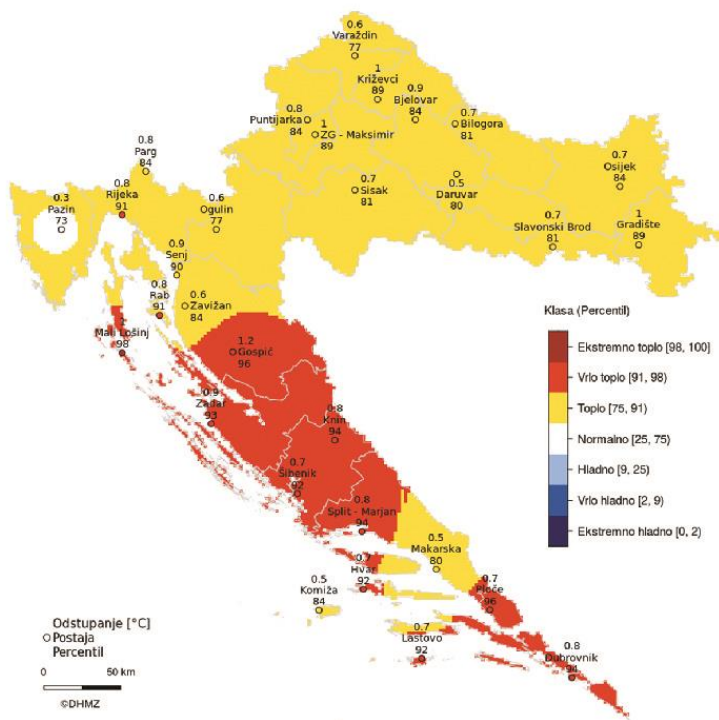 0.6
Varaždin
77
1
Križevci
89
0.9
Bjelovar
84
0.8
Puntijarka
84
1
ZG - Maksimir
89
0.7
Bilogora
81
0.8
Parg
84
0.7
Osijek
84
0.3
Pazin
73
0.8
Rijeka
91
0.6
Ogulin
77
0.7
Sisak
81
0.5
Daruvar
80
0.7
Slavonski Brod
81
1
Gradište
89
0.9
Senj
90
0.8
Rab
91
0.6
Zavižan
84
Mali Lošinj
98
1.2
Gospić
96
0.9
Zadar
93
0.8
Knin
94
0.7
Šibenik
92
0.8
Split - Marjan
94
0.5
Makarska
80
0.7
Hvar
92
0.5
Komiža
84
0.7
Ploče
96
0.7
Lastovo
92
0.8
Dubrovnik
94
Klasa (Percentil)
Ekstremno toplo [98, 100]
Vrlo toplo [91, 98)
Toplo [75, 91)
Normalno [25, 75)
Hladno [9, 25)
Vrlo hladno [2, 9)
Ekstremno hladno [0, 2)
Odstupanje [°C]
Postaja
Percentil
0 50 km
©DHMZ